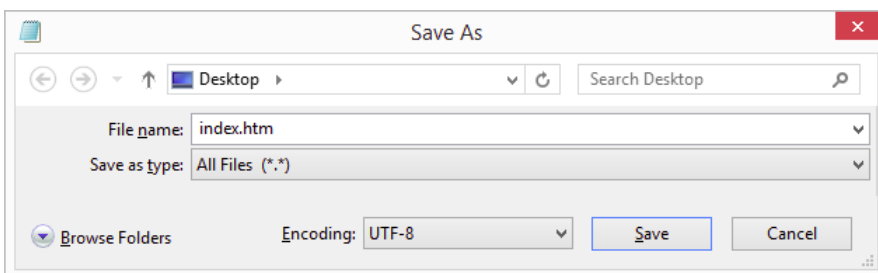 Save As
Desktop
Search Desktop
File name: index.htm
Save as type: All Files (*.*)
Browse Folders Encoding: UTF-8 Save Cancel